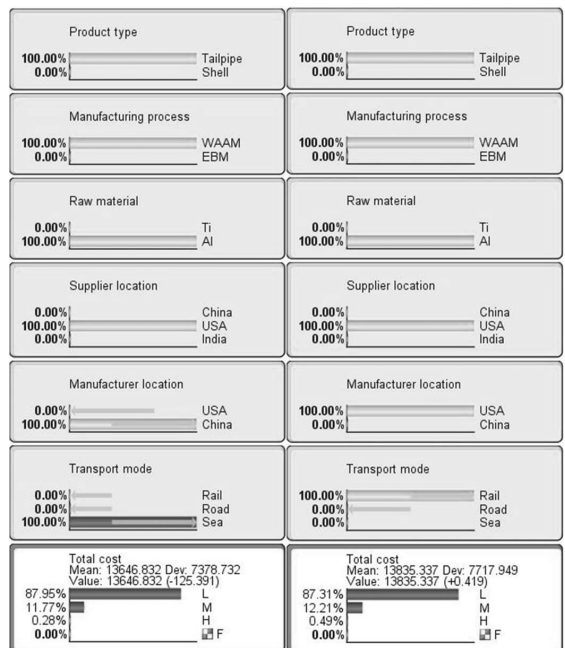 Product type
100.00% Tailpipe
0.00% Shell
Manufacturing process
100.00% WAAM
0.00% EBM
Raw material
0.00% Ti
100.00% Al
Supplier location
0.00% China
100.00% USA
0.00% India
Manufacturer location
0.00% USA
100.00% China
Transport mode
0.00% Rail
0.00% Road
100.00% Sea
Total cost
Mean: 13646.832 Dev: 7378.732
Value: 13646.832 (-125.391)
87.95% L
11.77% M
0.28% H
0.00% F
Product type
100.00% Tailpipe
0.00% Shell
Manufacturing process
100.00% WAAM
0.00% EBM
Raw material
0.00% Ti
100.00% Al
Supplier location
0.00% China
100.00% USA
0.00% India
Manufacturer location
100.00% USA
0.00% China
Transport mode
100.00% Rail
0.00% Road
0.00% Sea
Total cost
Mean: 13835.337 Dev: 7717.949
Value: 13835.337 (+0.419)
87.31% L
12.21% M
0.49% H
0.00% F